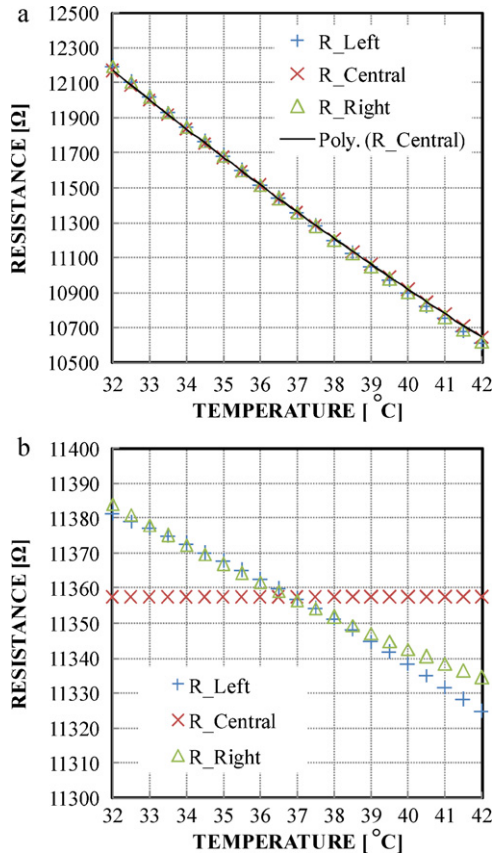 a
12500
12300
12100
11900
11700
11500
11300
11100
10900
10700
10500
RESISTANCE [Ω]
R_Left
R_Central
R_Right
Poly. (R_Central)
32 33 34 35 36 37 38 39 40 41 42
TEMPERATURE [ °C]
b
11400
11390
11380
11370
11360
11350
11340
11330
11320
11310
11300
RESISTANCE [Ω]
R_Left
R_Central
R_Right
32 33 34 35 36 37 38 39 40 41 42
TEMPERATURE [ °C]